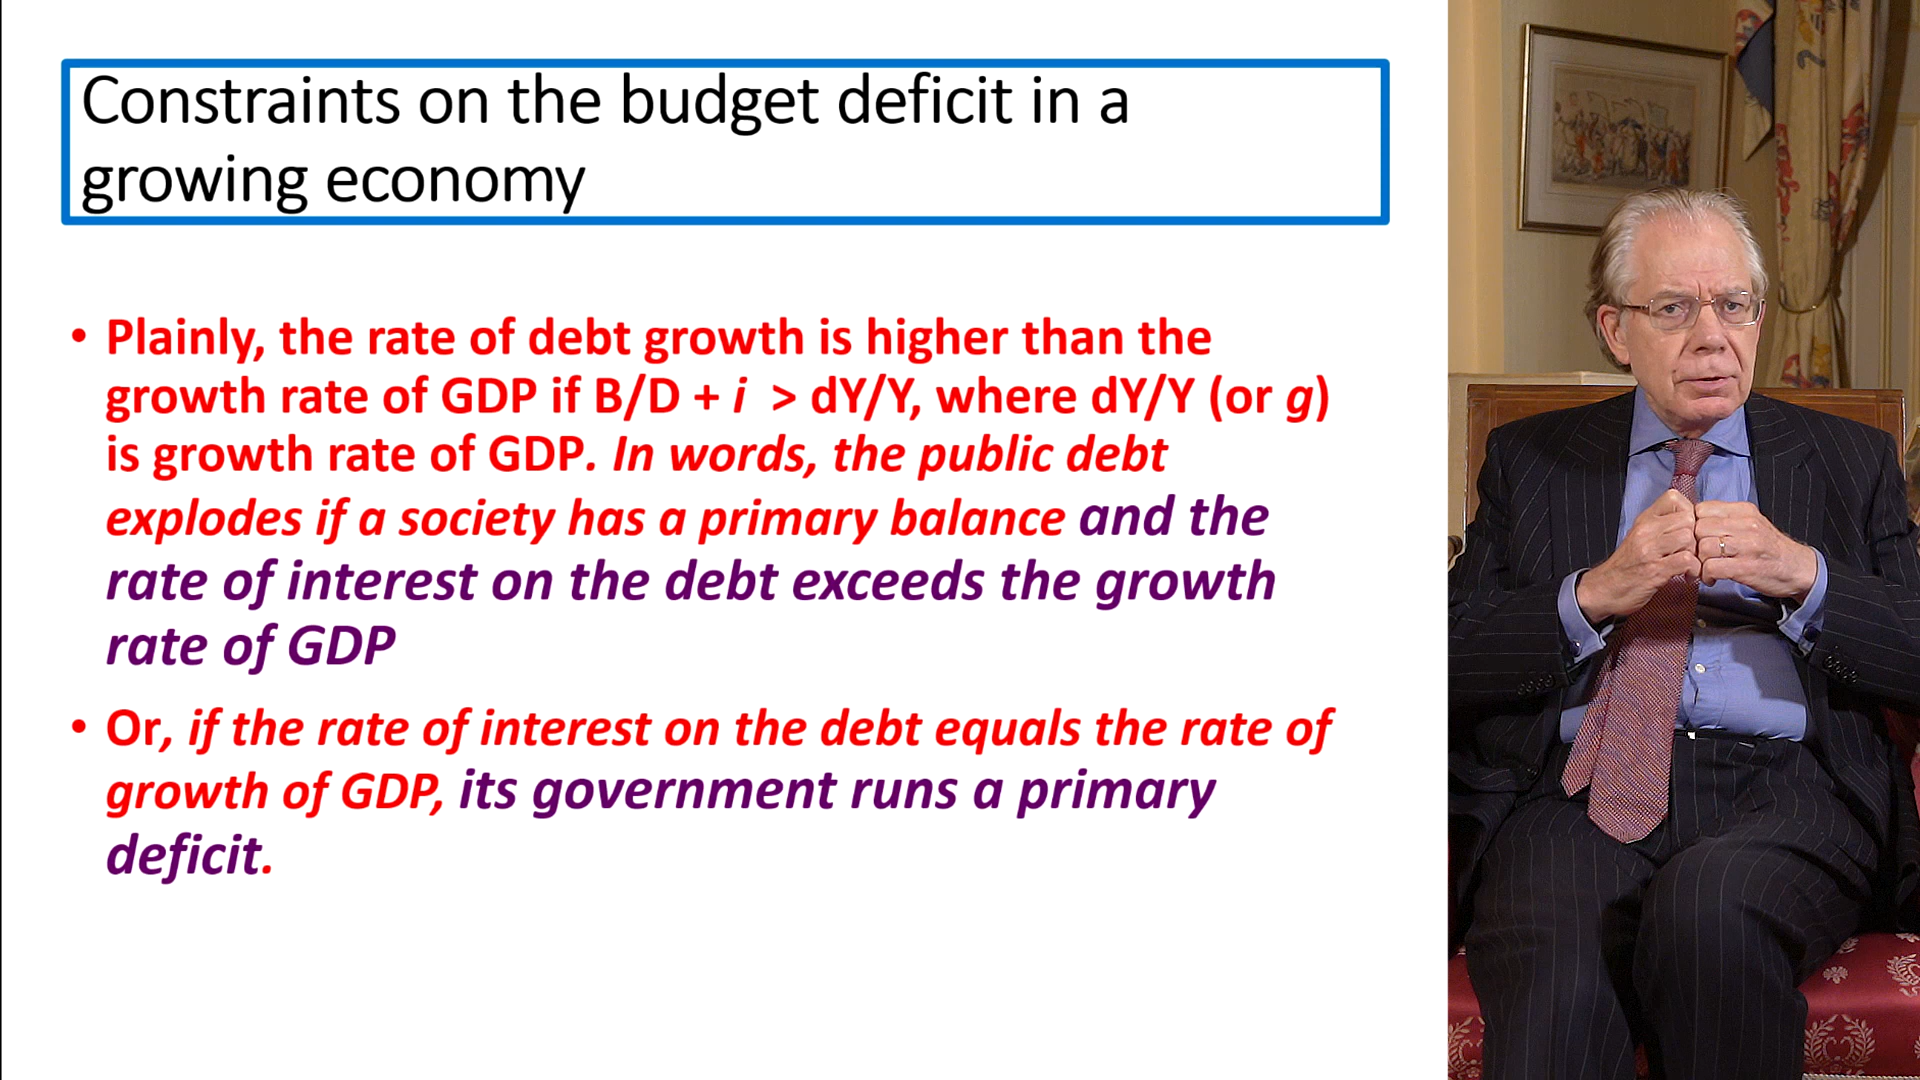 Constraints on the budget deficit in a
growing economy
• Plainly, the rate of debt growth is higher than the
growth rate of GDP if B/D + i > dY/Y, where dY/Y (or g)
is growth rate of GDP. In words, the public debt
explodes if a society has a primary balance and the
rate of interest on the debt exceeds the growth
rate of GDP
• Or, if the rate of interest on the debt equals the rate of
growth of GDP, its government runs a primary
deficit.